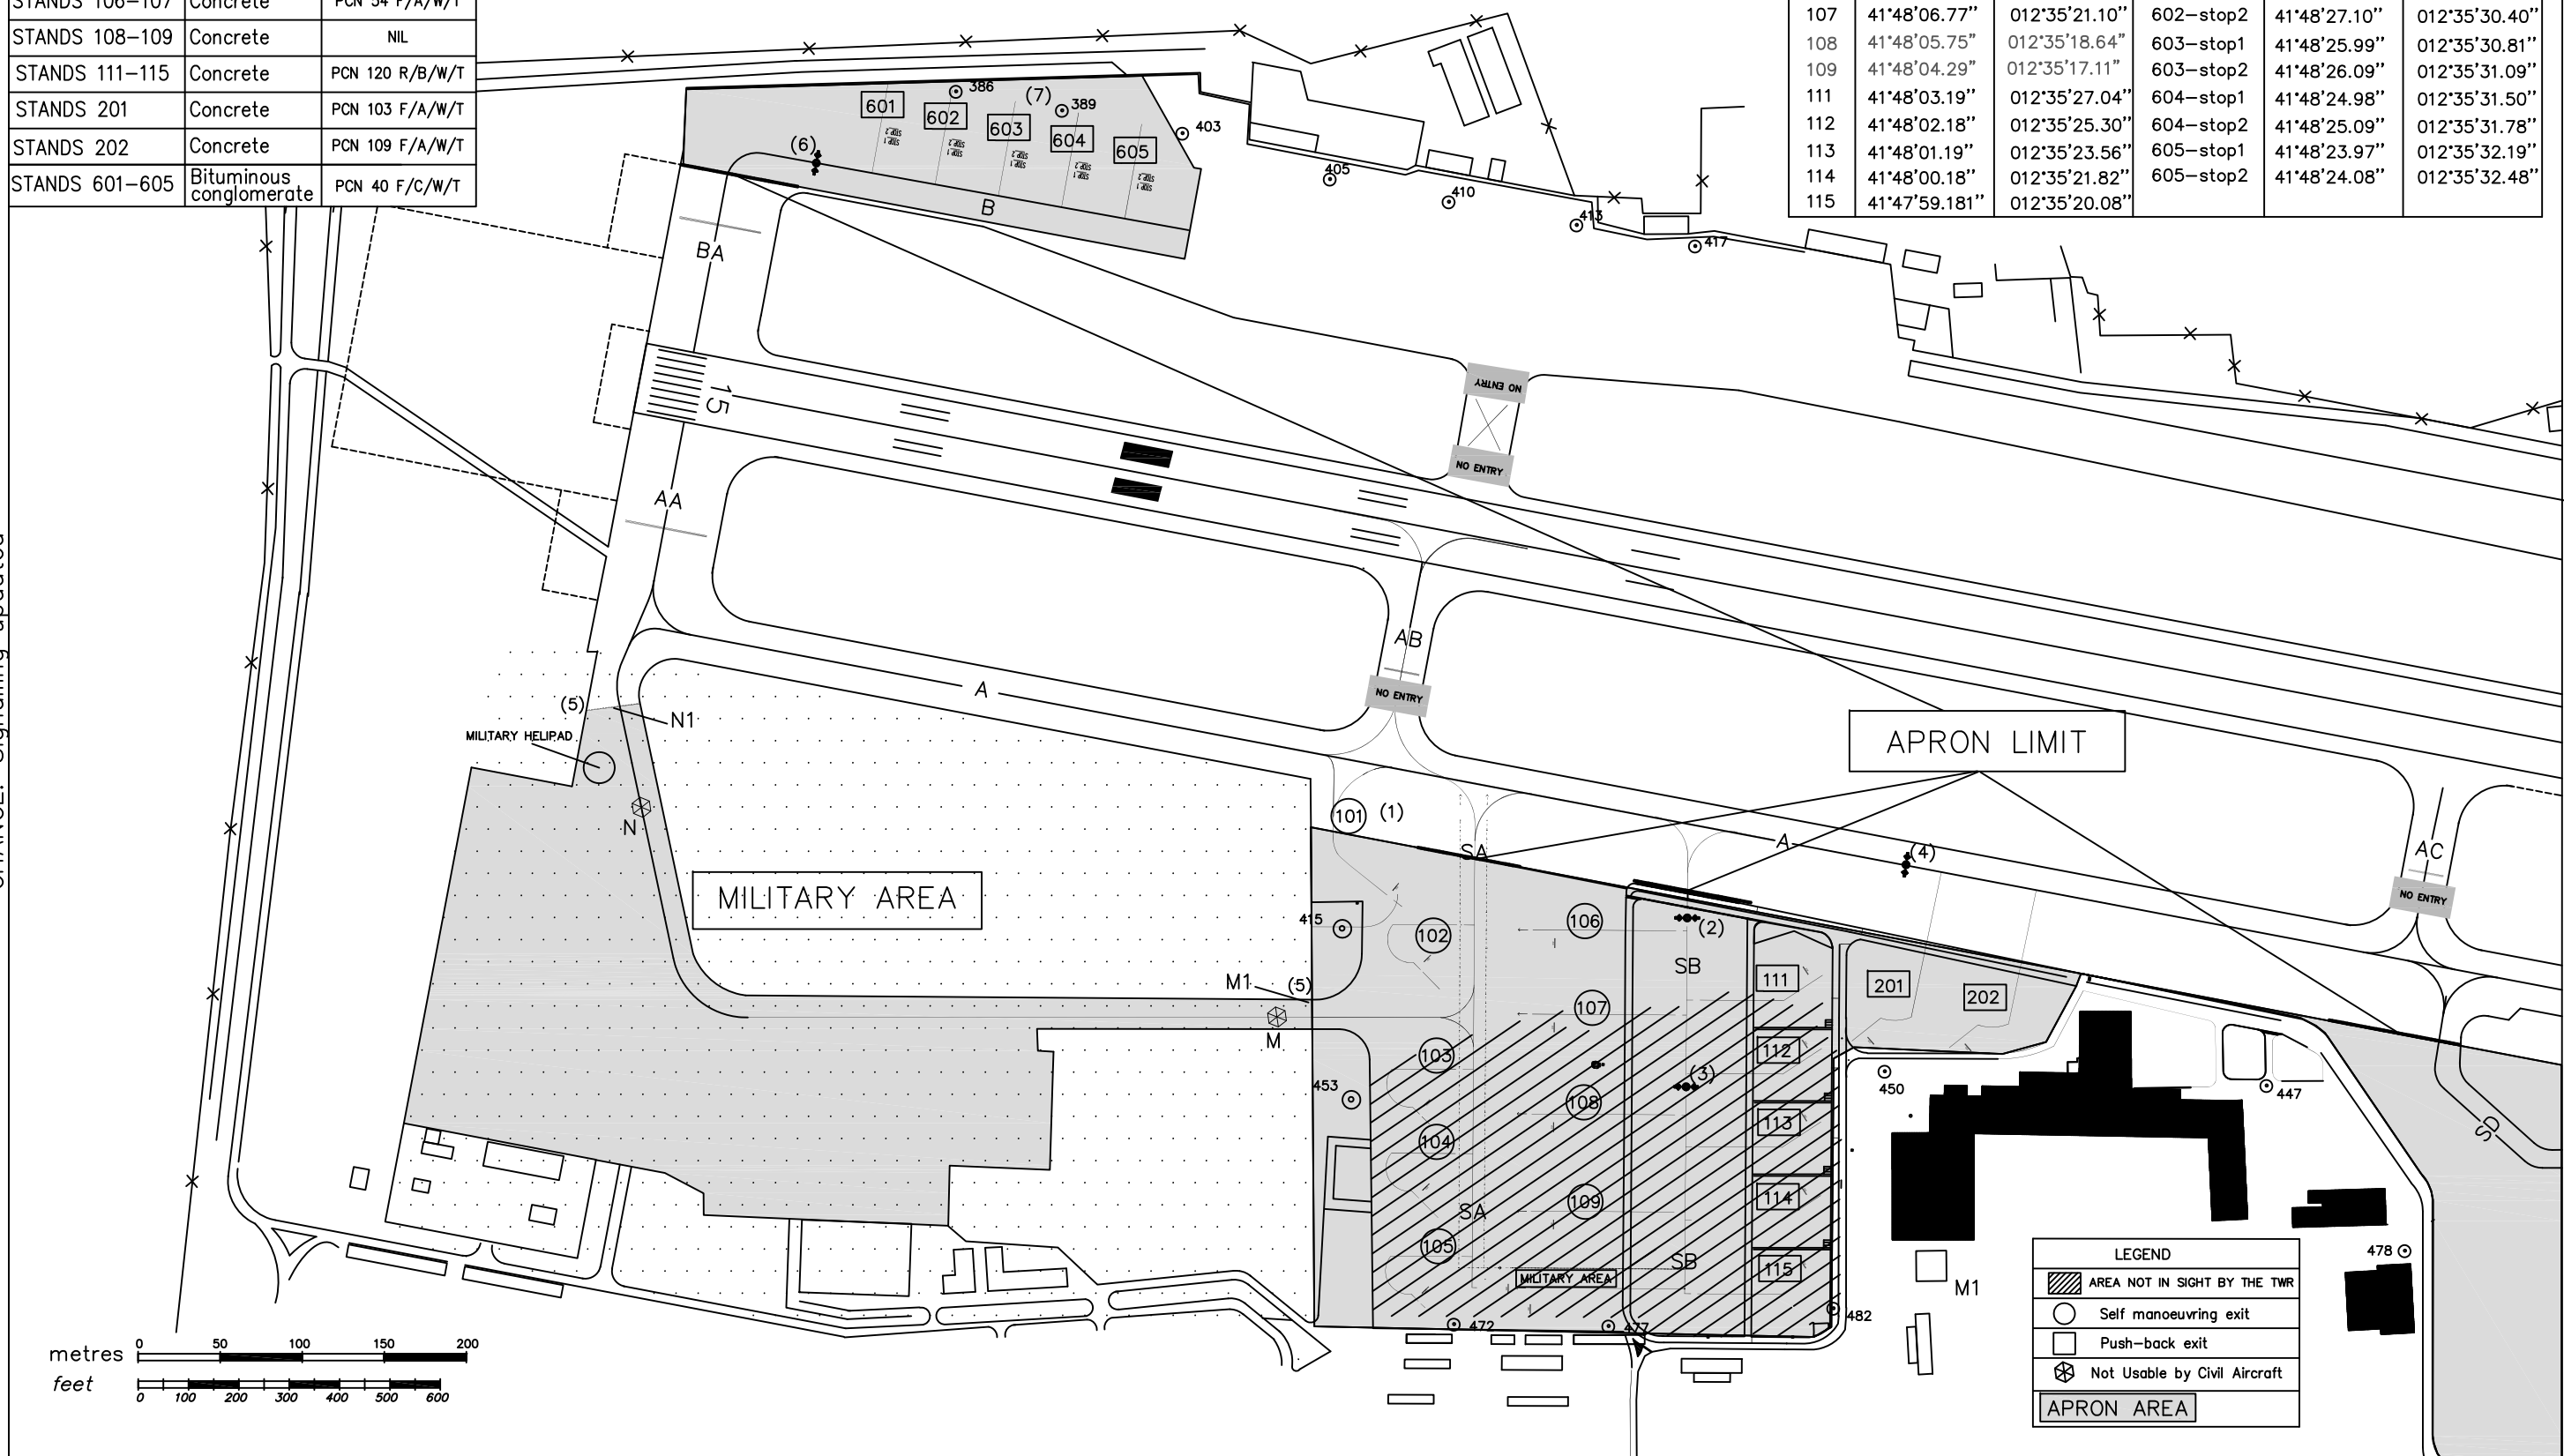 STANDS 106-107 Concrete PCN 54 F/A/W/T
STANDS 108-109 Concrete NIL
STANDS 111-115 Concrete PCN 120 R/B/W/T
STANDS 201 Concrete PCN 103 F/A/W/T
STANDS 202 Concrete PCN 109 F/A/W/T
STANDS 601-605 Bituminous conglomerate PCN 40 F/C/W/T
107 41°48'06.77" 012°35'21.10" 602-stop2 41°48'27.10" 012°35'30.40"
108 41°48'05.75" 012°35'18.64" 603-stop1 41°48'25.99" 012°35'30.81"
109 41°48'04.29" 012°35'17.11" 603-stop2 41°48'26.09" 012°35'31.09"
111 41°48'03.19" 012°35'27.04" 604-stop1 41°48'24.98" 012°35'31.50"
112 41°48'02.18" 012°35'25.30" 604-stop2 41°48'25.09" 012°35'31.78"
113 41°48'01.19" 012°35'23.56" 605-stop1 41°48'23.97" 012°35'32.19"
114 41°48'00.18" 012°35'21.82" 605-stop2 41°48'24.08" 012°35'32.48"
115 41°47'59.181" 012°35'20.08"
386
(7)
389
403
601
602
603
604
605
(6)
B
405
410
413
417
BA
15
NO ENTRY
NO ENTRY
AA
AB
NO ENTRY
A
(5)
N1
MILITARY HELIPAD
N
APRON LIMIT
101 (1)
SA
A
(4)
AC
NO ENTRY
MILITARY AREA
415
102
106
(2)
SB
111
201
202
M1
(5)
M
107
103
112
(3)
453
108
113
450
447
SD
104
109
114
SA
105
SB
115
MILITARY AREA
472
477
482
M1
478
LEGEND
AREA NOT IN SIGHT BY THE TWR
Self manoeuvring exit
Push-back exit
Not Usable by Civil Aircraft
APRON AREA
metres 0 50 100 150 200
feet 0 100 200 300 400 500 600